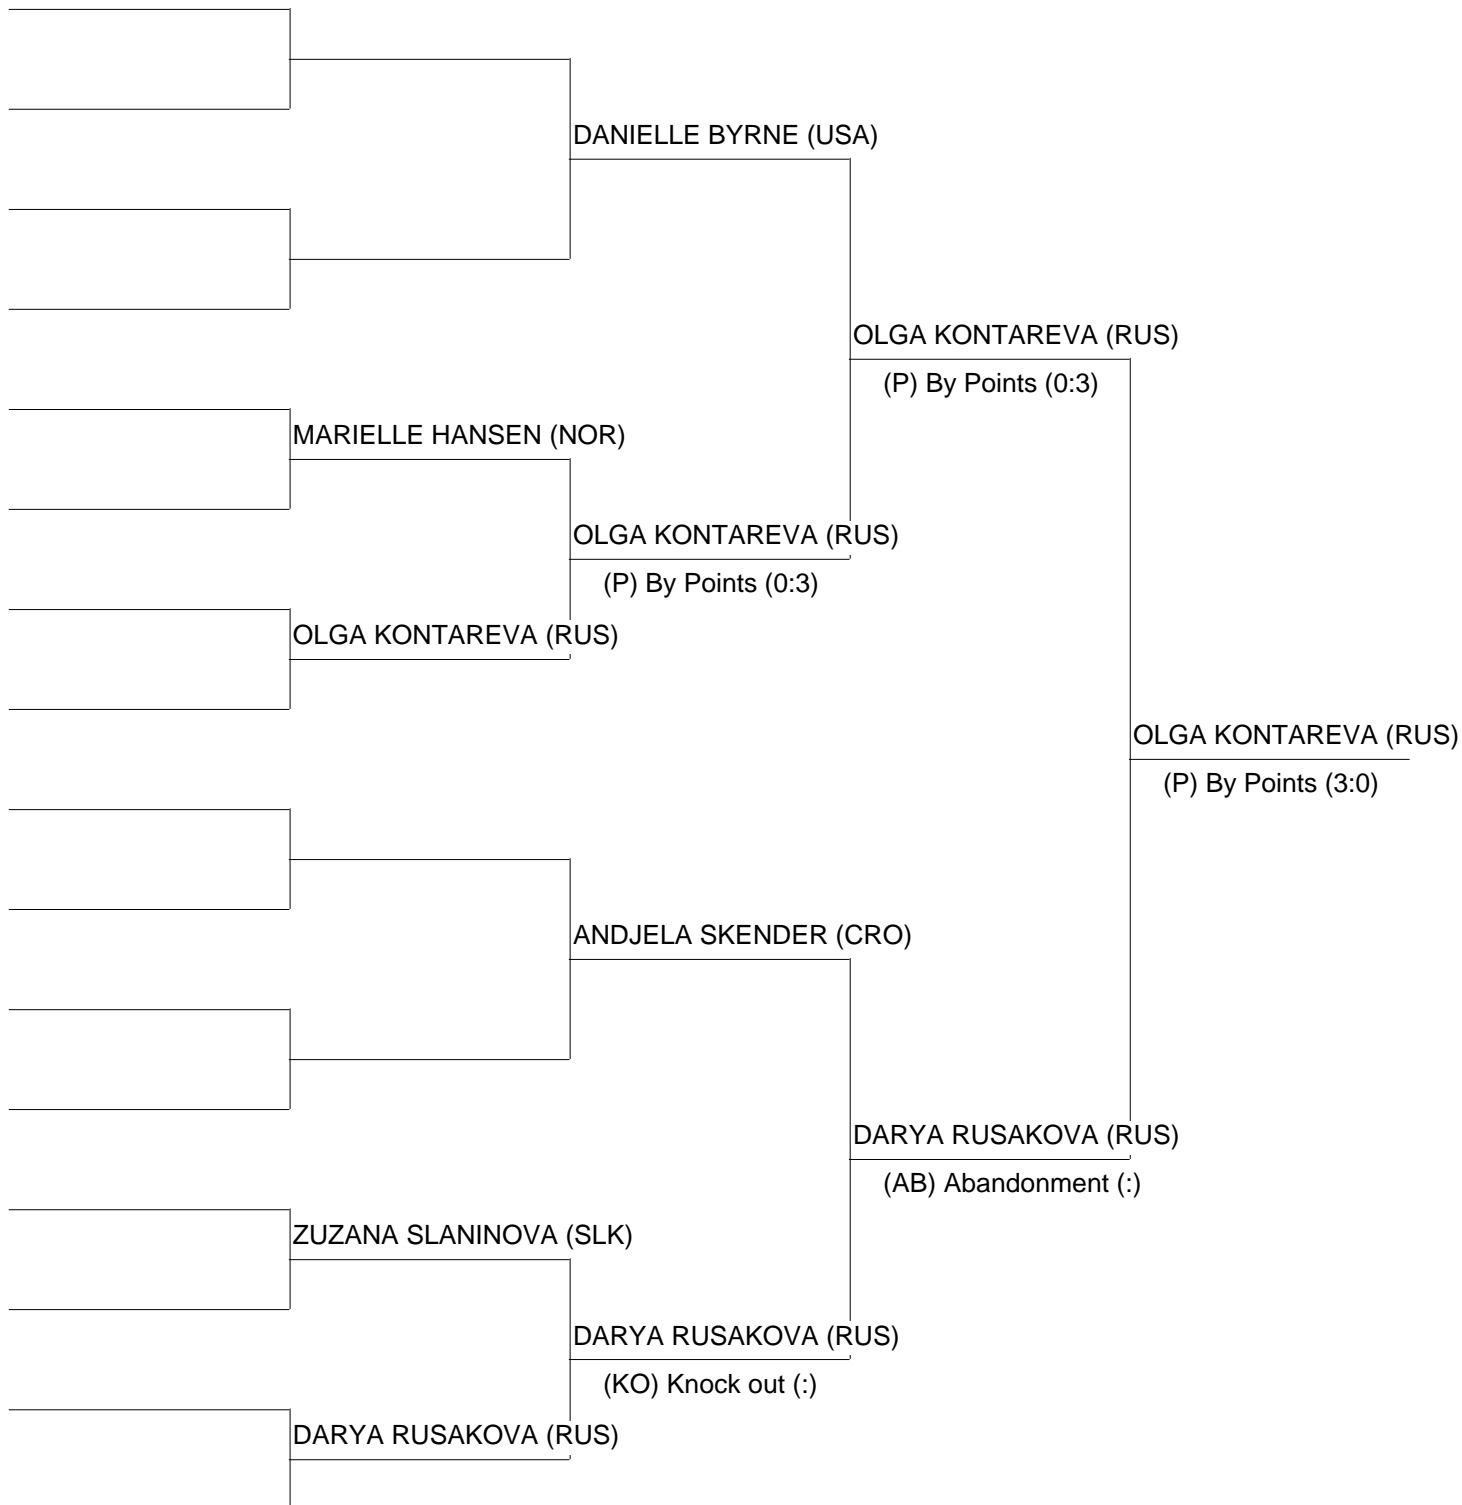 DANIELLE BYRNE (USA)
OLGA KONTAREVA (RUS)
(P) By Points (0:3)
MARIELLE HANSEN (NOR)
OLGA KONTAREVA (RUS)
(P) By Points (0:3)
OLGA KONTAREVA (RUS)
OLGA KONTAREVA (RUS)
(P) By Points (3:0)
ANDJELA SKENDER (CRO)
DARYA RUSAKOVA (RUS)
(AB) Abandonment (:)
ZUZANA SLANINOVA (SLK)
DARYA RUSAKOVA (RUS)
(KO) Knock out (:)
DARYA RUSAKOVA (RUS)